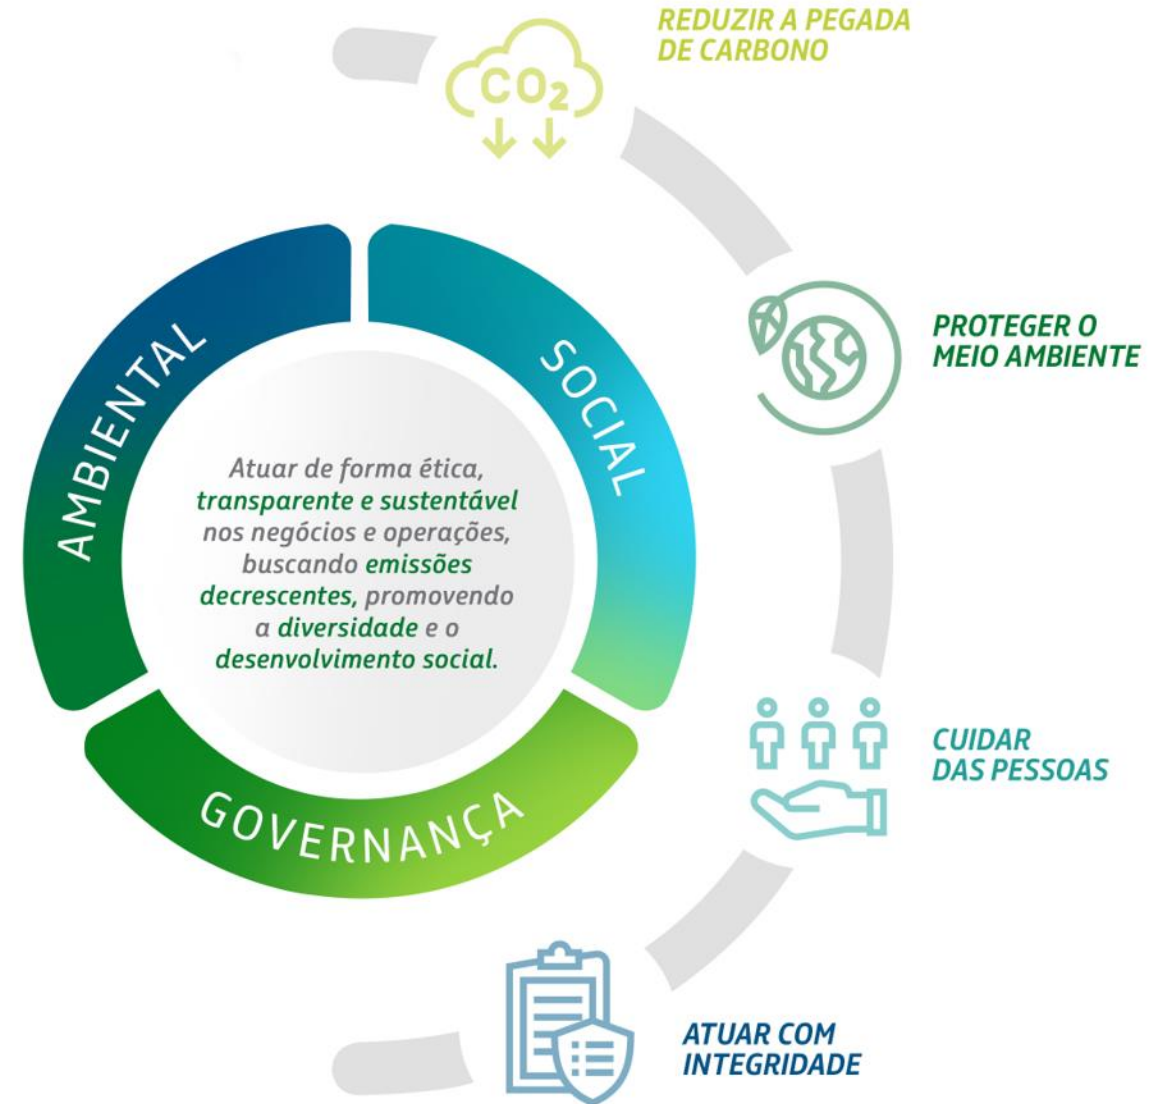 REDUZIR A PEGADA
DE CARBONO
CO₂
PROTEGER O
MEIO AMBIENTE
AMBIENTAL
SOCIAL
Atuar de forma ética,
transparente e sustentável
nos negócios e operações,
buscando emissões
decrescentes, promovendo
a diversidade e o
desenvolvimento social.
GOVERNANÇA
CUIDAR
DAS PESSOAS
ATUAR COM
INTEGRIDADE